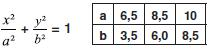 x²/a² + y²/b² = 1
a 6,5 8,5 10
b 3,5 6,0 8,5